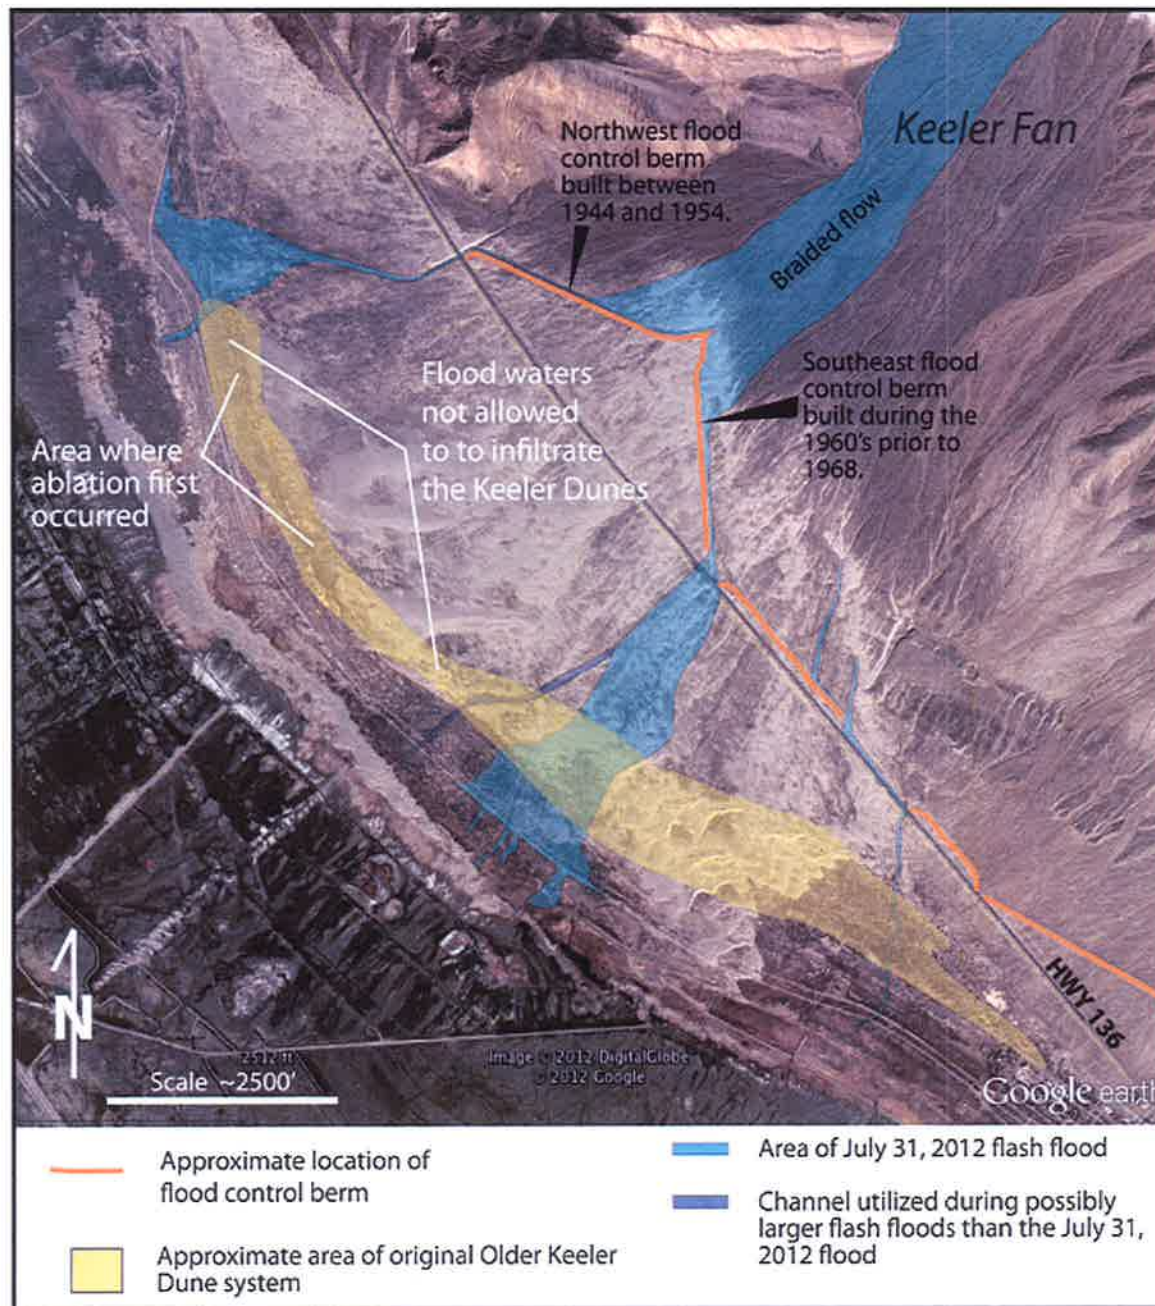 Keeler Fan
Northwest flood
control berm
built between
1944 and 1954.
Braided flow
Southeast flood
control berm
built during the
1960's prior to
1968.
Flood waters
not allowed
to to infiltrate
the Keeler Dunes
Area where
ablation first
occurred
HWY 136
N
2512 ft
Scale ~2500'
Image © 2012 DigitalGlobe
© 2012 Google
Google earth
Approximate location of
flood control berm
Approximate area of original Older Keeler
Dune system
Area of July 31, 2012 flash flood
Channel utilized during possibly
larger flash floods than the July 31,
2012 flood